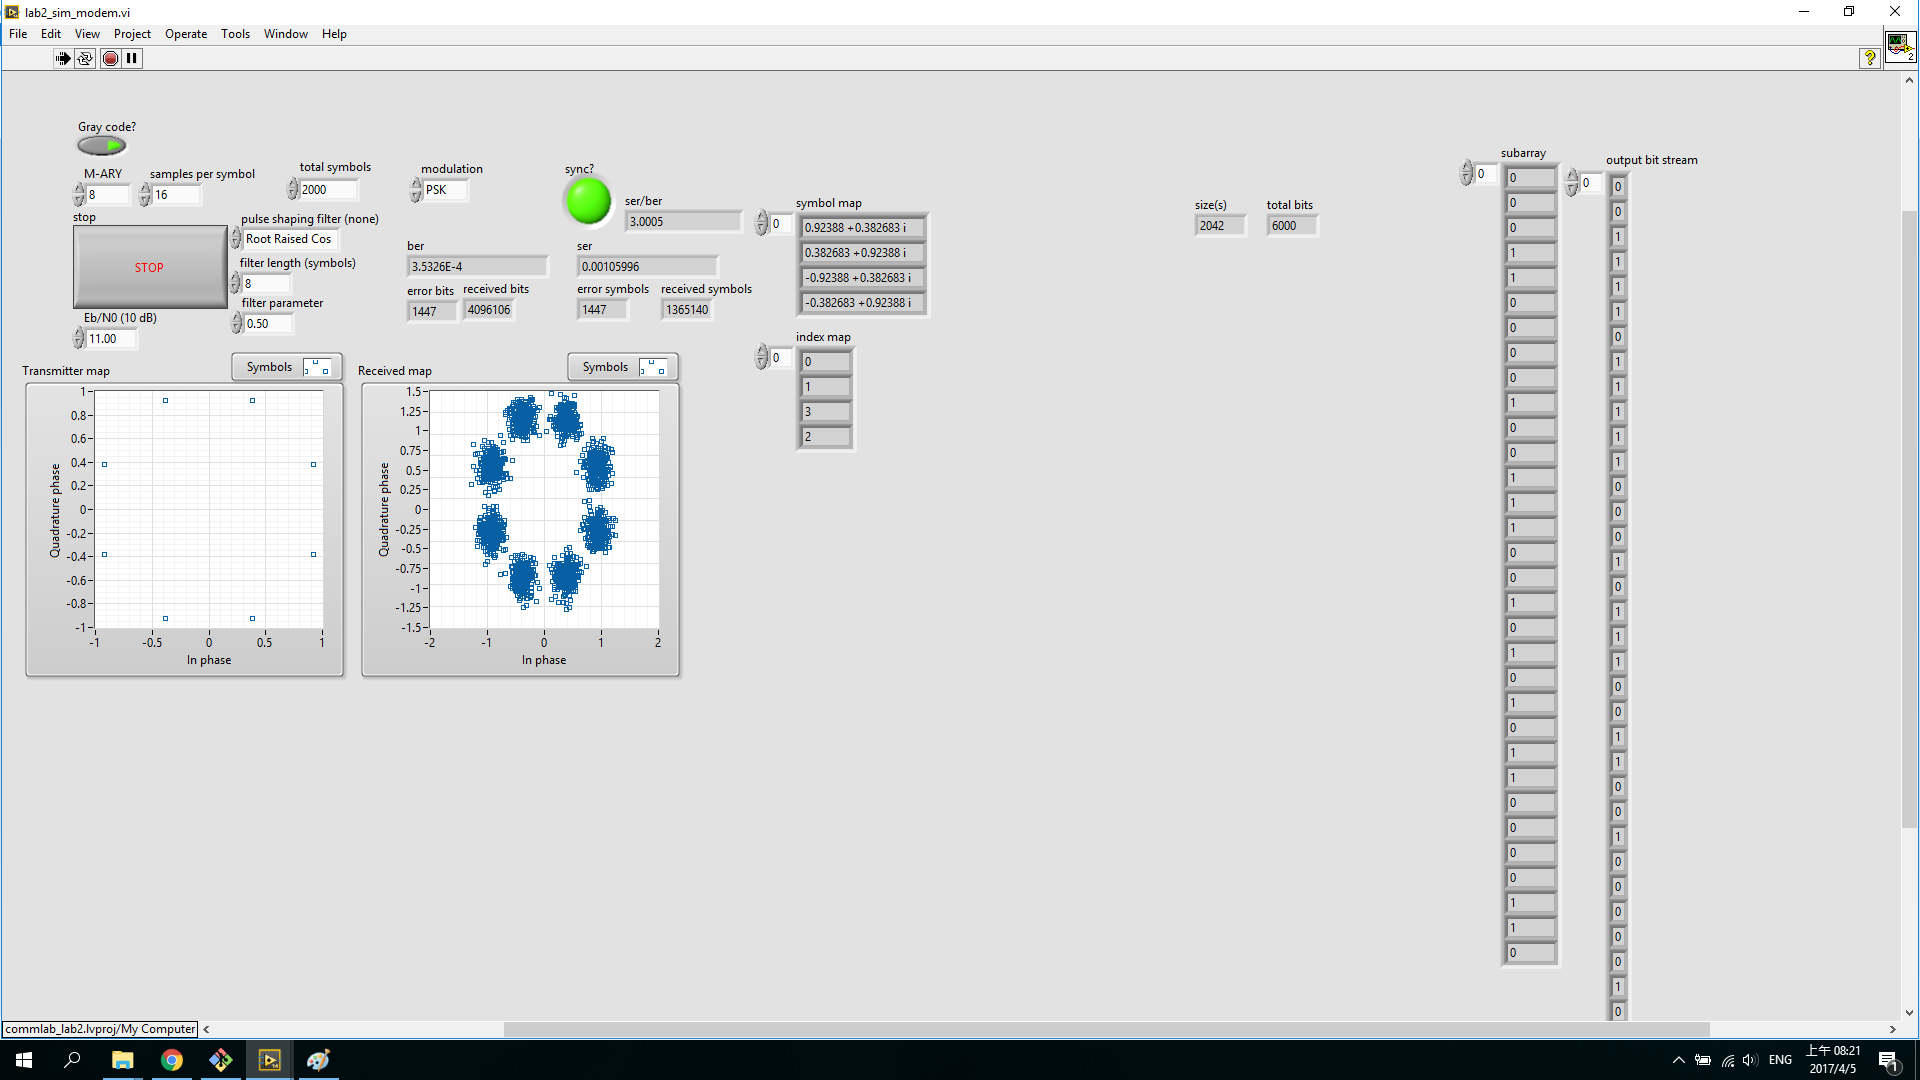 lab2_sim_modem.vi
File Edit View Project Operate Tools Window Help
2
Gray code?
M-ARY
8
samples per symbol
16
total symbols
2000
modulation
PSK
sync?
ser/ber
3.0005
stop
STOP
pulse shaping filter (none)
Root Raised Cos
filter length (symbols)
8
filter parameter
0.50
Eb/N0 (10 dB)
11.00
ber
3.5326E-4
ser
0.00105996
error bits
1447
received bits
4096106
error symbols
1447
received symbols
1365140
symbol map
0
0.92388 +0.382683 i
0.382683 +0.92388 i
-0.92388 +0.382683 i
-0.382683 +0.92388 i
index map
0
0
1
3
2
size(s)
2042
total bits
6000
Transmitter map
Symbols
1
0.8
0.6
0.4
0.2
0
-0.2
-0.4
-0.6
-0.8
-1
Quadrature phase
-1 -0.5 0 0.5 1
In phase
Received map
Symbols
1.5
1.25
1
0.75
0.5
0.25
0
-0.25
-0.5
-0.75
-1
-1.25
-1.5
Quadrature phase
-2 -1 0 1 2
In phase
subarray
0
0
0
0
1
1
0
0
0
0
1
0
0
1
1
1
0
0
1
0
1
0
1
0
1
1
0
0
0
0
1
1
0
output bit stream
0
0
0
1
1
1
1
0
1
1
1
1
1
0
0
0
1
0
1
1
1
0
0
1
1
0
0
1
0
0
0
0
0
1
0
commlab_lab2.lvproj/My Computer
ENG
上午 08:21
2017/4/5
1